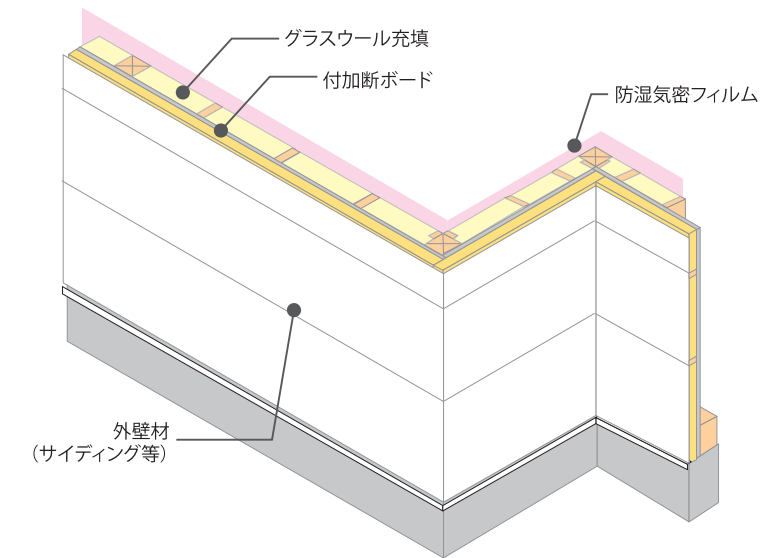 グラスウール充填
付加断ボード
防湿気密フィルム
外壁材
（サイディング等）